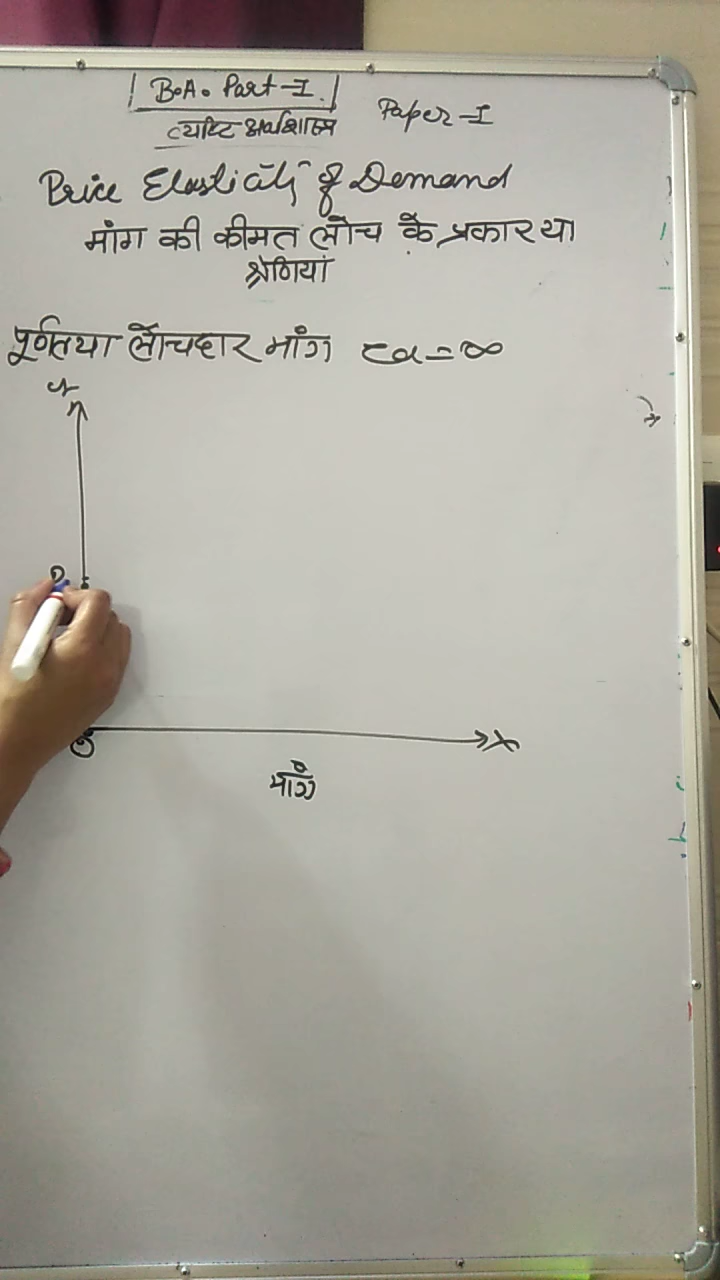 B.A. Part-I Paper-I
व्यष्टि अर्थशास्त्र
Price Elasticity of Demand
मांग की कीमत लोच के प्रकार या
श्रेणियां
पूर्णतया लोचदार मांग ed = ∞
Y
P
O X
मांग